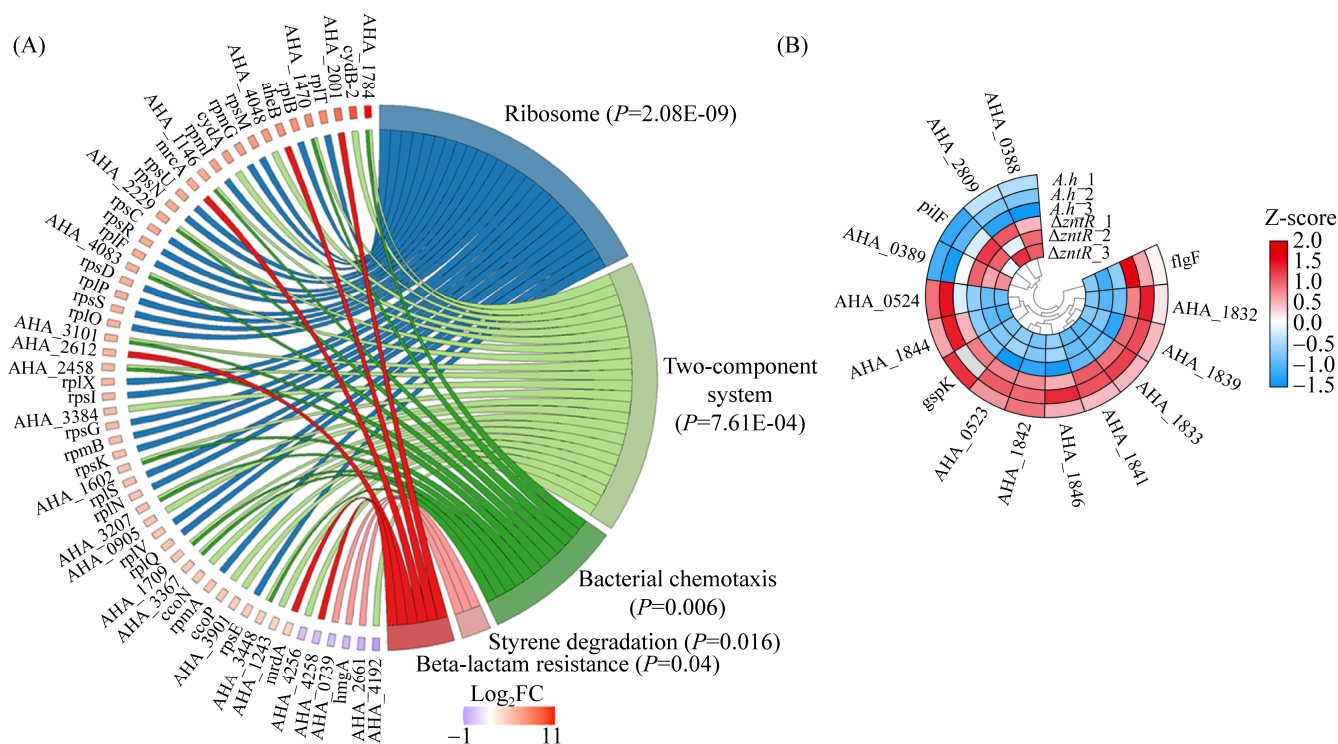 (A)
AHA_1784
cydB-2
AHA_2001
rplT
AHA_1470
rplB
aheB
AHA_4048
rpsM
rpmG
cydA
rpmI
AHA_1146
mrcA
rpsU
rpsN
AHA_2229
rpsC
rpsR
rplF
AHA_4083
rpsD
rplP
rpsS
rplO
AHA_3101
AHA_2612
AHA_2458
rplX
rpsI
AHA_3384
rpsG
rpmB
rpsK
AHA_1602
rplS
rplN
AHA_3207
AHA_0905
rplV
rplQ
AHA_1709
AHA_3367
ccoN
rpmA
ccoP
AHA_3901
rpsE
AHA_3448
AHA_1243
mrdA
AHA_4256
AHA_4258
AHA_0739
hmgA
AHA_2661
AHA_4192
Ribosome (P=2.08E-09)
Two-component
system
(P=7.61E-04)
Bacterial chemotaxis
(P=0.006)
Styrene degradation (P=0.016)
Beta-lactam resistance (P=0.04)
Log₂FC
−1 11
(B)
AHA_0388
AHA_2809
pilF
AHA_0389
AHA_0524
AHA_1844
gspK
AHA_0523
AHA_1842
AHA_1846
AHA_1841
AHA_1833
AHA_1839
AHA_1832
flgF
A.h_1
A.h_2
A.h_3
ΔzntR_1
ΔzntR_2
ΔzntR_3
Z-score
2.0
1.5
1.0
0.5
0.0
−0.5
−1.0
−1.5